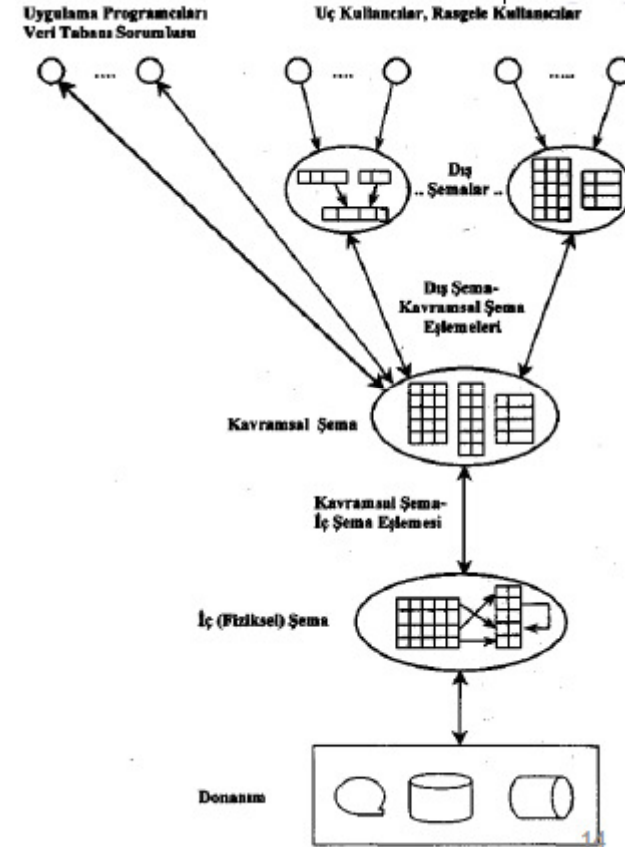 Uygulama Programcıları
Veri Tabanı Sorumlusu
Uç Kullanıcılar, Rasgele Kullanıcılar
....
....
.....
Dış
.. Şemalar ..
Dış Şema-
Kavramsal Şema
Eşlemeleri
Kavramsal Şema
Kavramsal Şema-
İç Şema Eşlemesi
İç (Fiziksel) Şema
Donanım
14